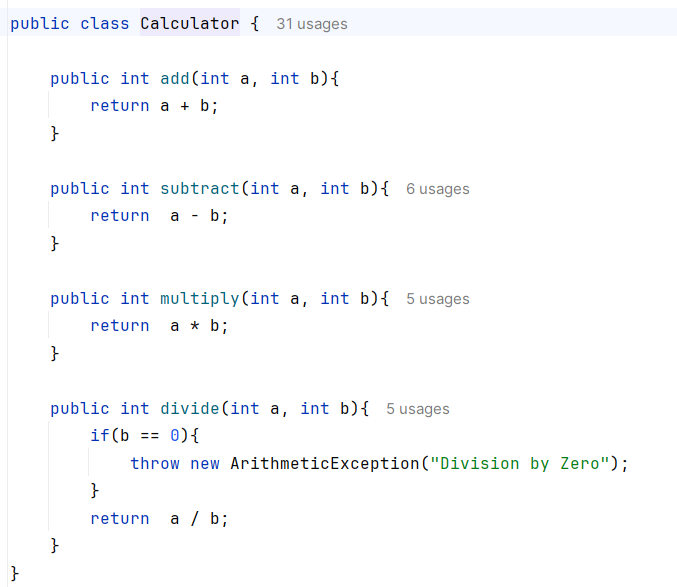 public class Calculator {  31 usages
    public int add(int a, int b){
        return a + b;
    }
    public int subtract(int a, int b){  6 usages
        return  a - b;
    }
    public int multiply(int a, int b){  5 usages
        return  a * b;
    }
    public int divide(int a, int b){  5 usages
        if(b == 0){
            throw new ArithmeticException("Division by Zero");
        }
        return  a / b;
    }
}